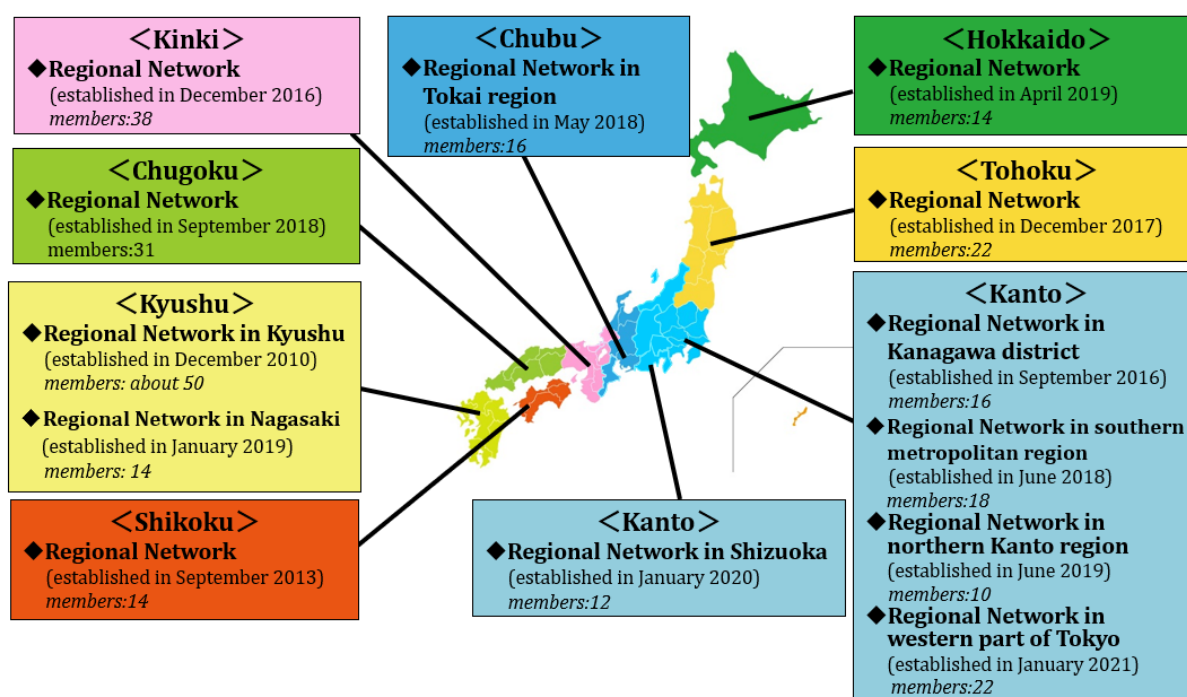 <Kinki>
◆Regional Network
(established in December 2016)
members:38
<Chubu>
◆Regional Network in
Tokai region
(established in May 2018)
members:16
<Hokkaido>
◆Regional Network
(established in April 2019)
members:14
<Chugoku>
◆Regional Network
(established in September 2018)
members:31
<Tohoku>
◆Regional Network
(established in December 2017)
members:22
<Kyushu>
◆Regional Network in Kyushu
(established in December 2010)
members: about 50
◆Regional Network in Nagasaki
(established in January 2019)
members: 14
<Kanto>
◆Regional Network in
Kanagawa district
(established in September 2016)
members:16
◆Regional Network in southern
metropolitan region
(established in June 2018)
members:18
◆Regional Network in
northern Kanto region
(established in June 2019)
members:10
◆Regional Network in
western part of Tokyo
(established in January 2021)
members:22
<Shikoku>
◆Regional Network
(established in September 2013)
members:14
<Kanto>
◆Regional Network in Shizuoka
(established in January 2020)
members:12